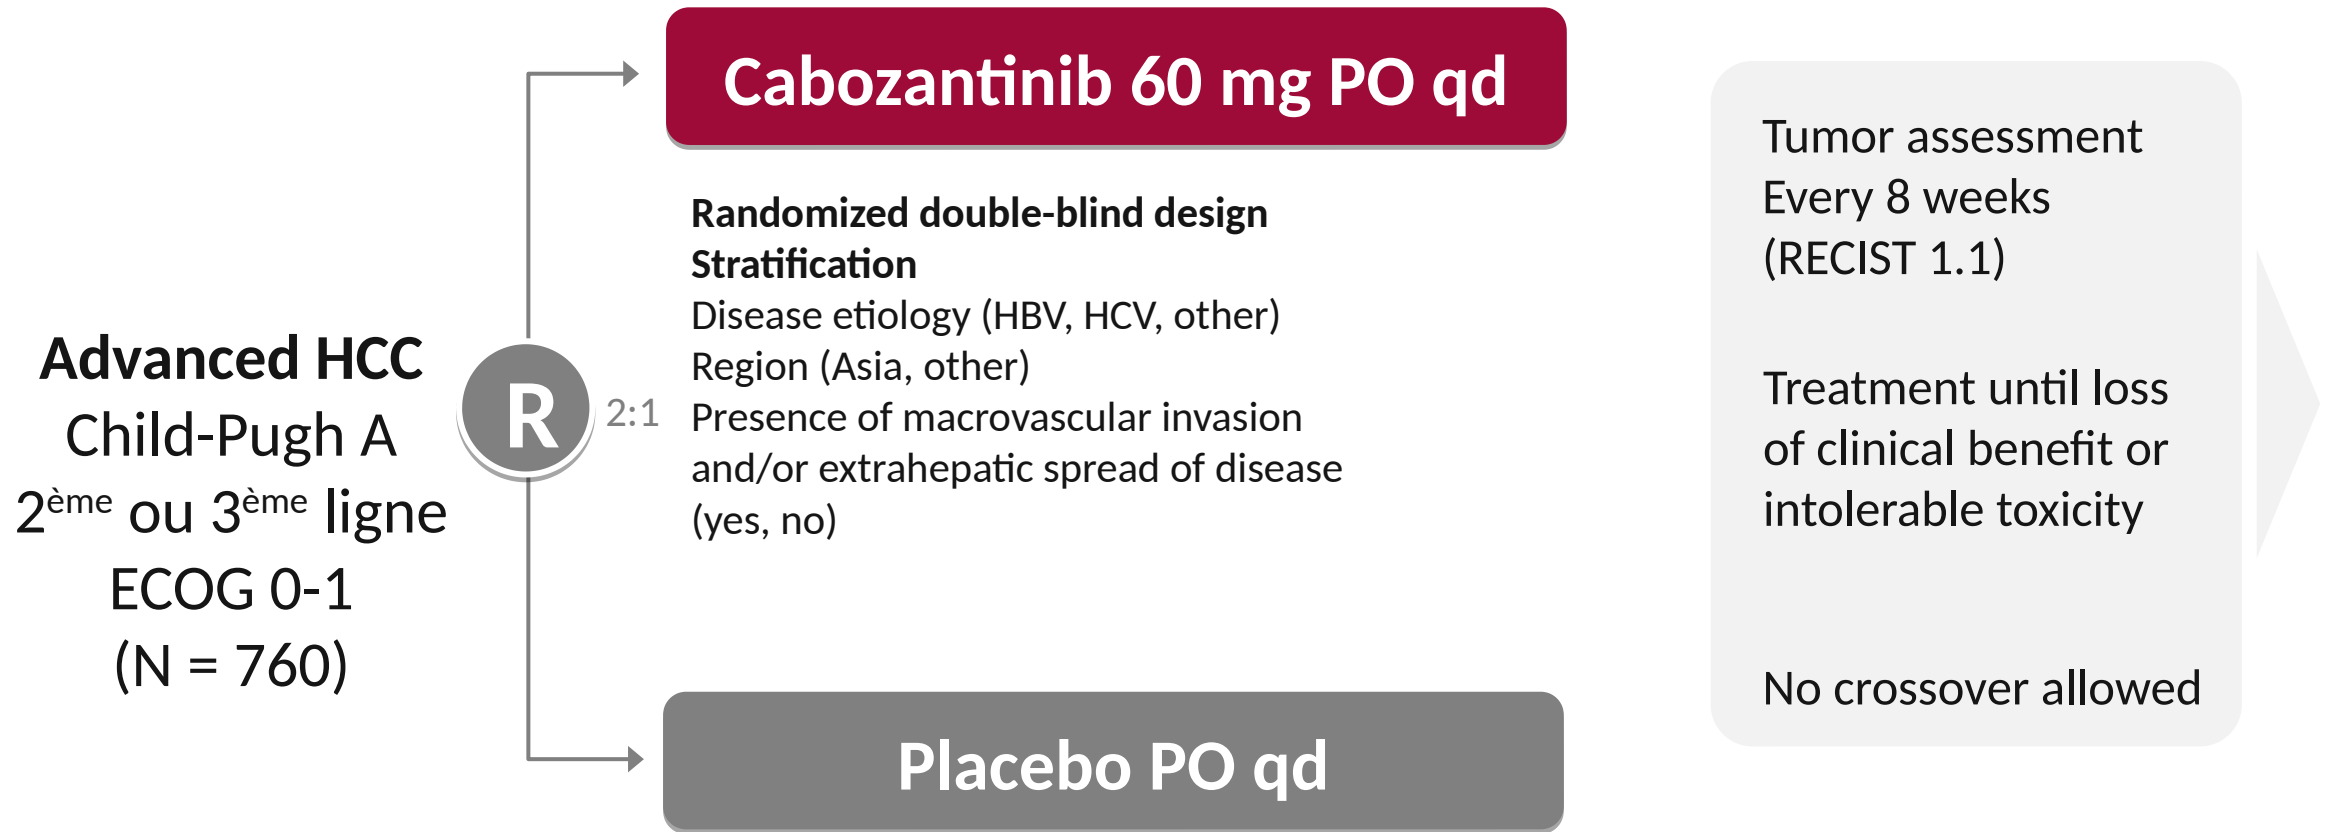 Advanced HCC
Child-Pugh A
2ème ou 3ème ligne
ECOG 0-1
(N = 760)
R
2:1
Cabozantinib 60 mg PO qd
Randomized double-blind design
Stratification
Disease etiology (HBV, HCV, other)
Region (Asia, other)
Presence of macrovascular invasion
and/or extrahepatic spread of disease
(yes, no)
Placebo PO qd
Tumor assessment
Every 8 weeks
(RECIST 1.1)
Treatment until loss
of clinical benefit or
intolerable toxicity
No crossover allowed